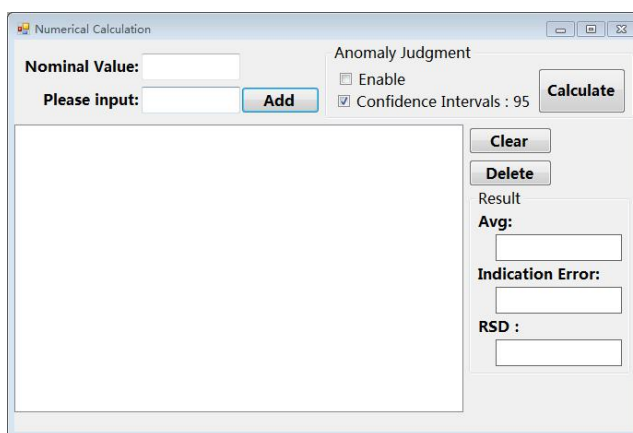 Numerical Calculation
Nominal Value:
Please input:
Add
Anomaly Judgment
Enable
Confidence Intervals : 95
Calculate
Clear
Delete
Result
Avg:
Indication Error:
RSD :